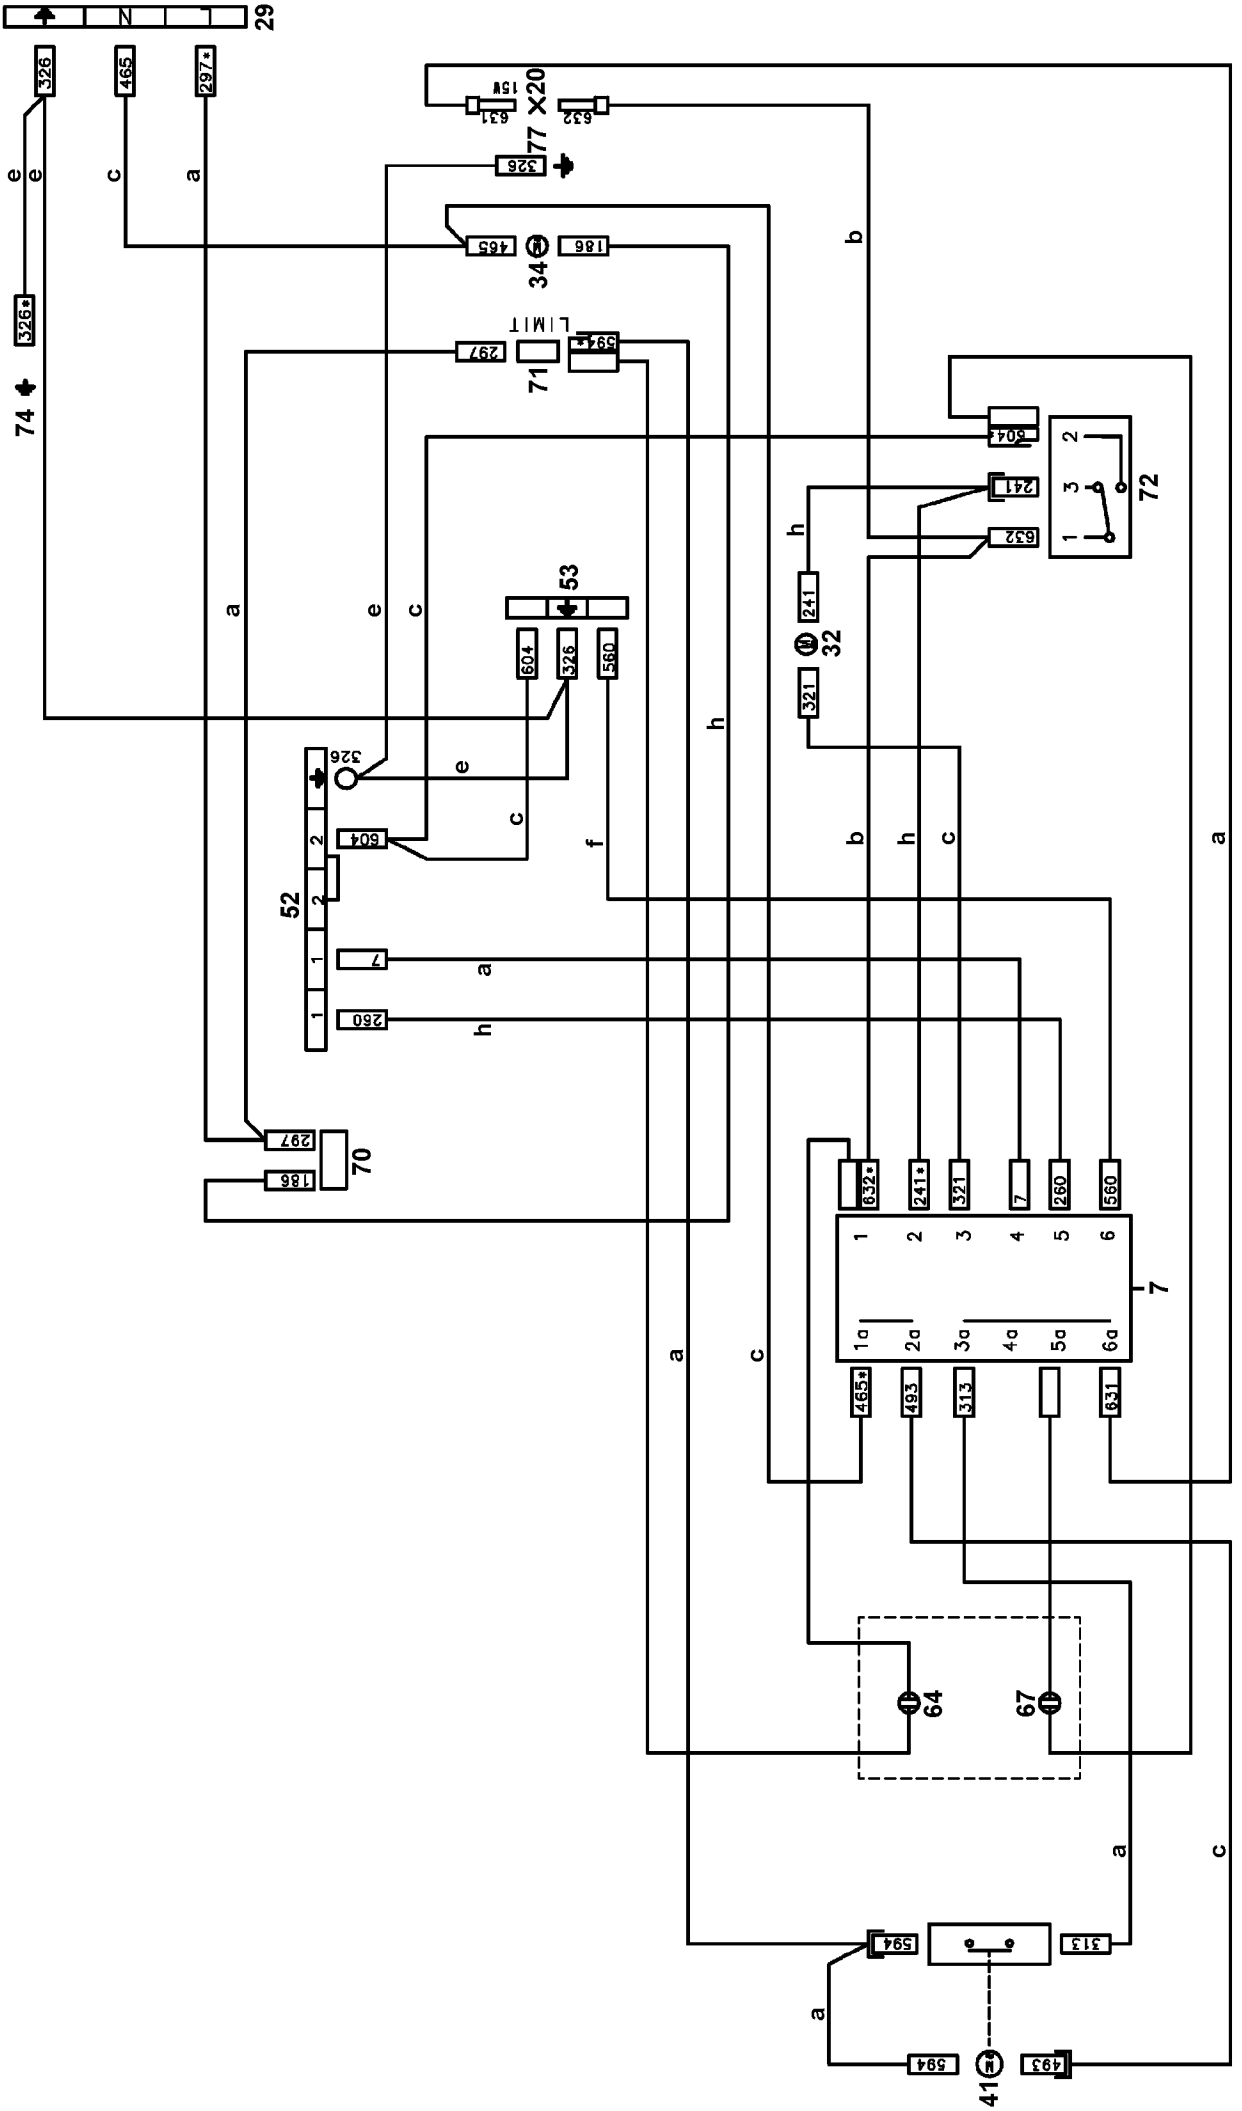 29
L
N
326
465
297*
e
e
c
a
326*
74
15W
631
X20
632
77
326
465
34
186
LIMIT
297
71
594*
b
604*
2
241
3
632
1
72
h
241
32
321
53
604
326
560
a
e
c
h
326
e
c
f
604
52
2
2
1
1
7
260
a
h
b
h
c
a
297
186
70
632*
241*
321
7
260
560
1
2
3
4
5
6
7
1a
2a
3a
4a
5a
6a
465*
493
313
631
a
c
64
67
a
c
594
313
a
594
41
M
493